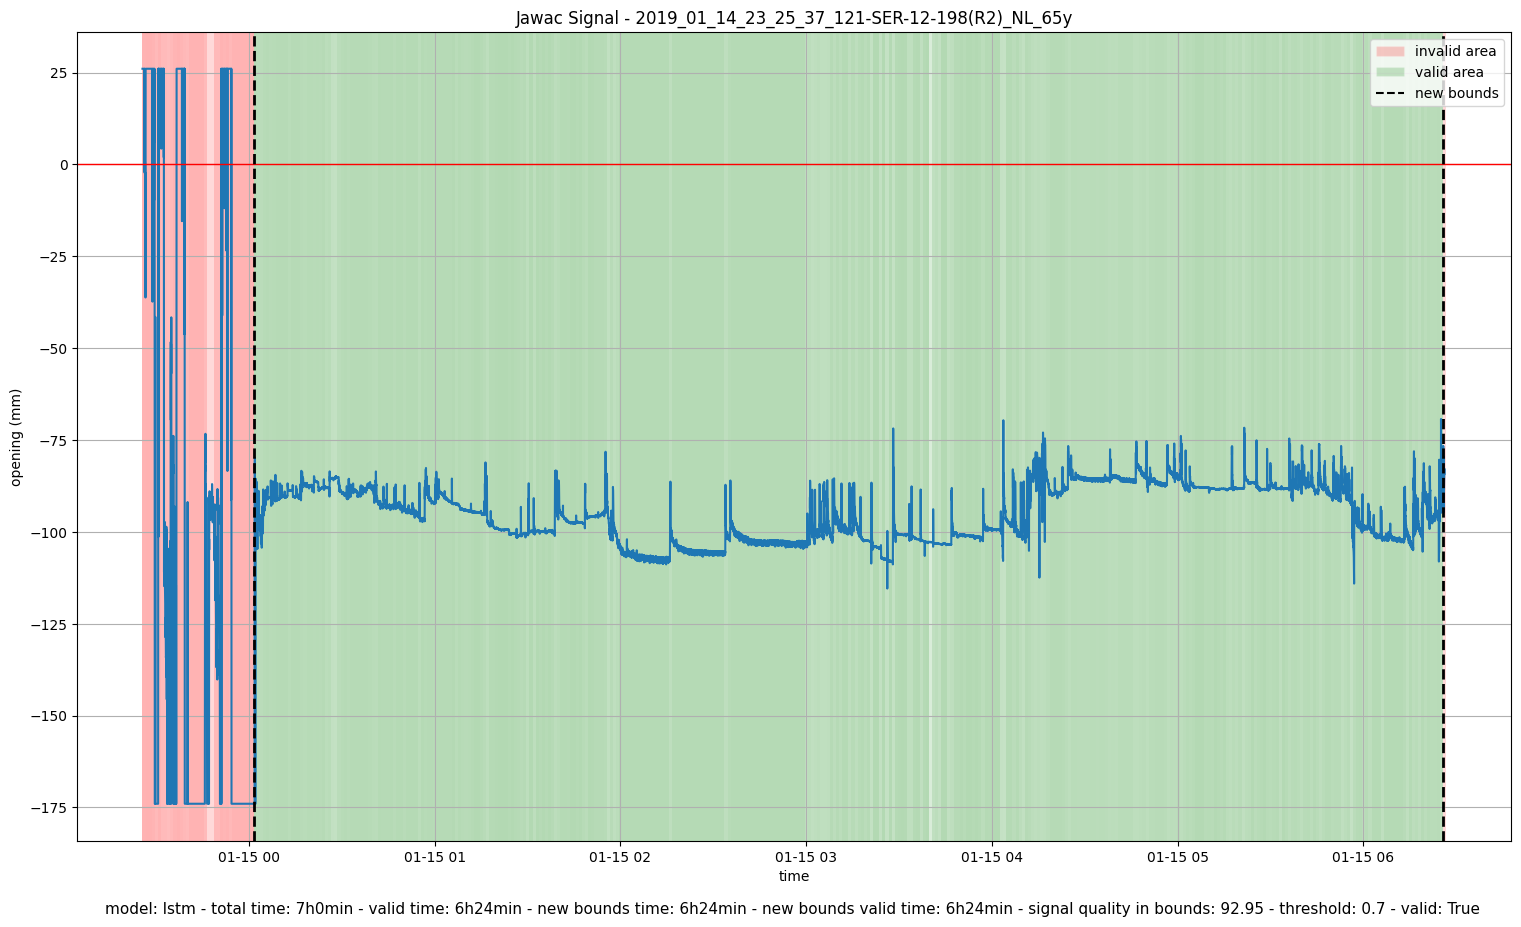 Jawac Signal - 2019_01_14_23_25_37_121-SER-12-198(R2)_NL_65y
invalid area
valid area
new bounds
opening (mm)
25
0
−25
−50
−75
−100
−125
−150
−175
01-15 00
01-15 01
01-15 02
01-15 03
01-15 04
01-15 05
01-15 06
time
model: lstm - total time: 7h0min - valid time: 6h24min - new bounds time: 6h24min - new bounds valid time: 6h24min - signal quality in bounds: 92.95 - threshold: 0.7 - valid: True